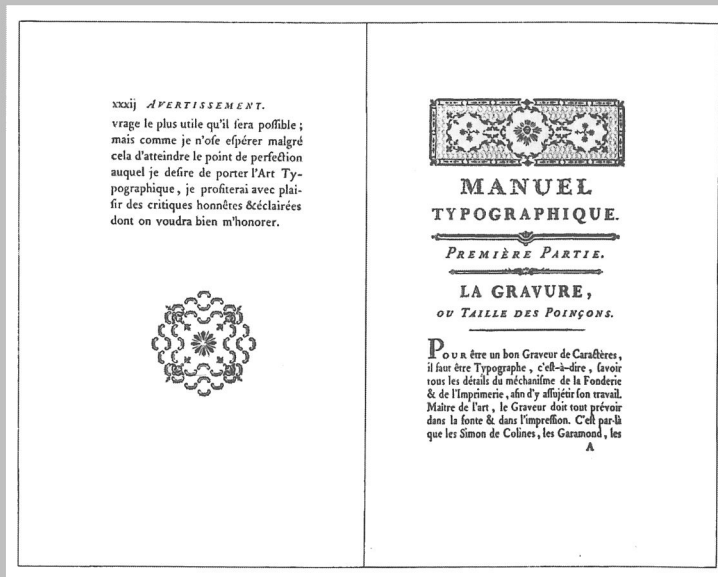 xxxij AVERTISSEMENT.
vrage le plus utile qu'il ſera poſſible ;
mais comme je n'oſe eſpérer malgré
cela d'atteindre le point de perfection
auquel je deſire de porter l'Art Ty-
pographique, je profiterai avec plai-
ſir des critiques honnêtes &éclairées
dont on voudra bien m'honorer.
MANUEL
TYPOGRAPHIQUE.
PREMIÈRE PARTIE.
LA GRAVURE,
OU TAILLE DES POINÇONS.
POUR être un bon Graveur de Caractères,
il faut être Typographe, c'eſt-à-dire, ſavoir
tous les détails du méchaniſme de la Fonderie
& de l'Imprimerie, afin d'y aſſujétir ſon travail.
Maître de l'art, le Graveur doit tout prévoir
dans la fonte & dans l'impreſſion. C'eſt par-là
que les Simon de Colines, les Garamond, les
A